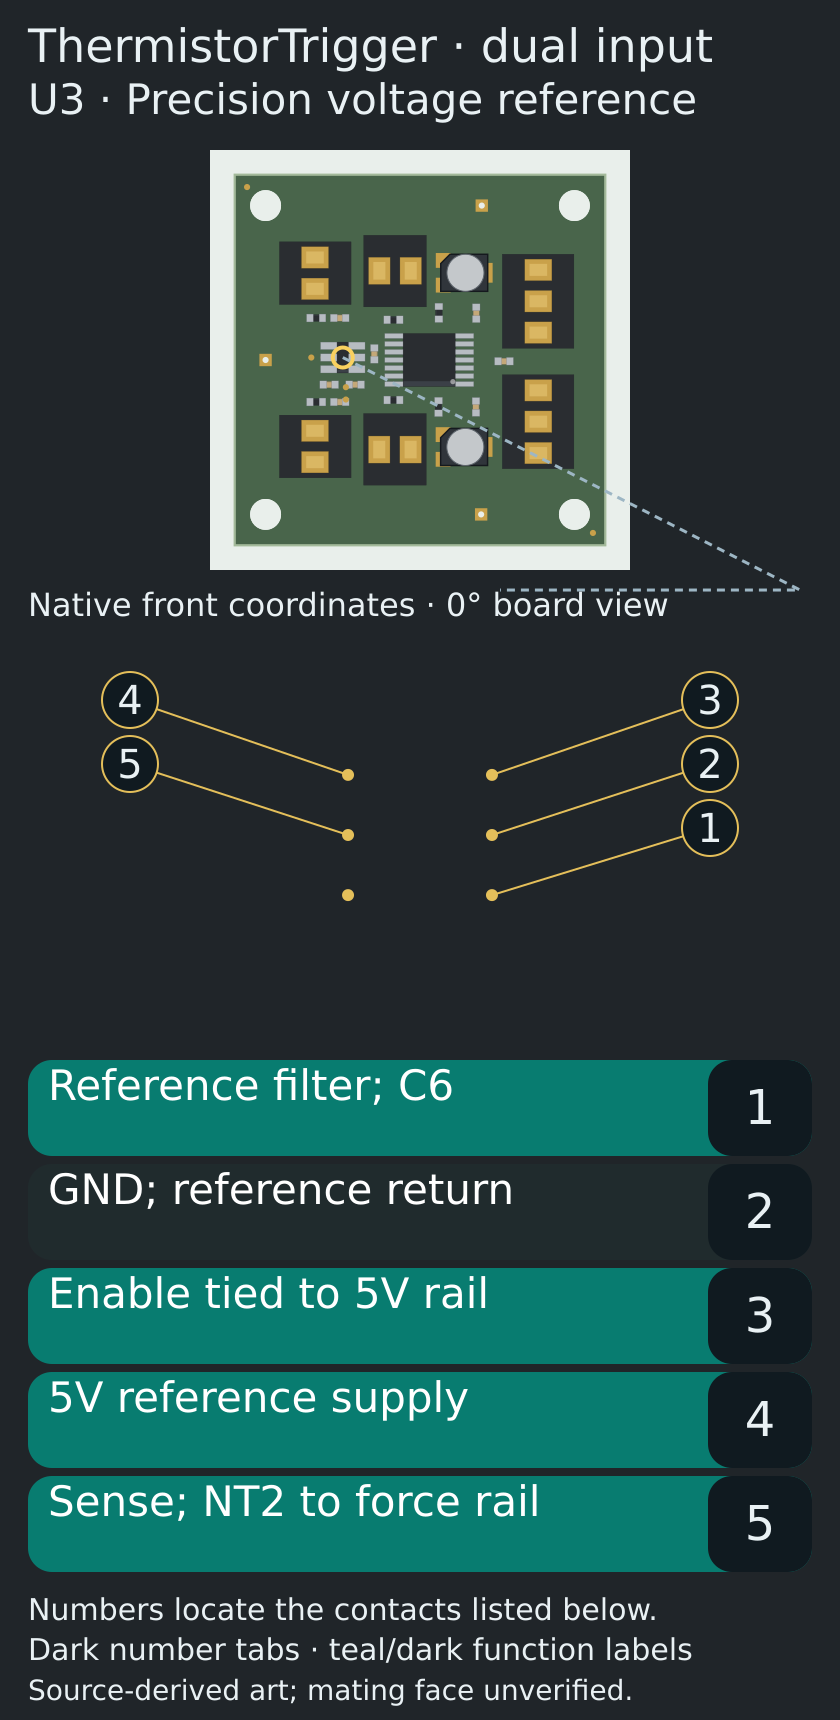 ThermistorTrigger · dual input
U3 · Precision voltage reference
Native front coordinates · 0° board view
4
3
5
2
1
Reference filter; C6
1
GND; reference return
2
Enable tied to 5V rail
3
5V reference supply
4
Sense; NT2 to force rail
5
Numbers locate the contacts listed below.
Dark number tabs · teal/dark function labels
Source-derived art; mating face unverified.